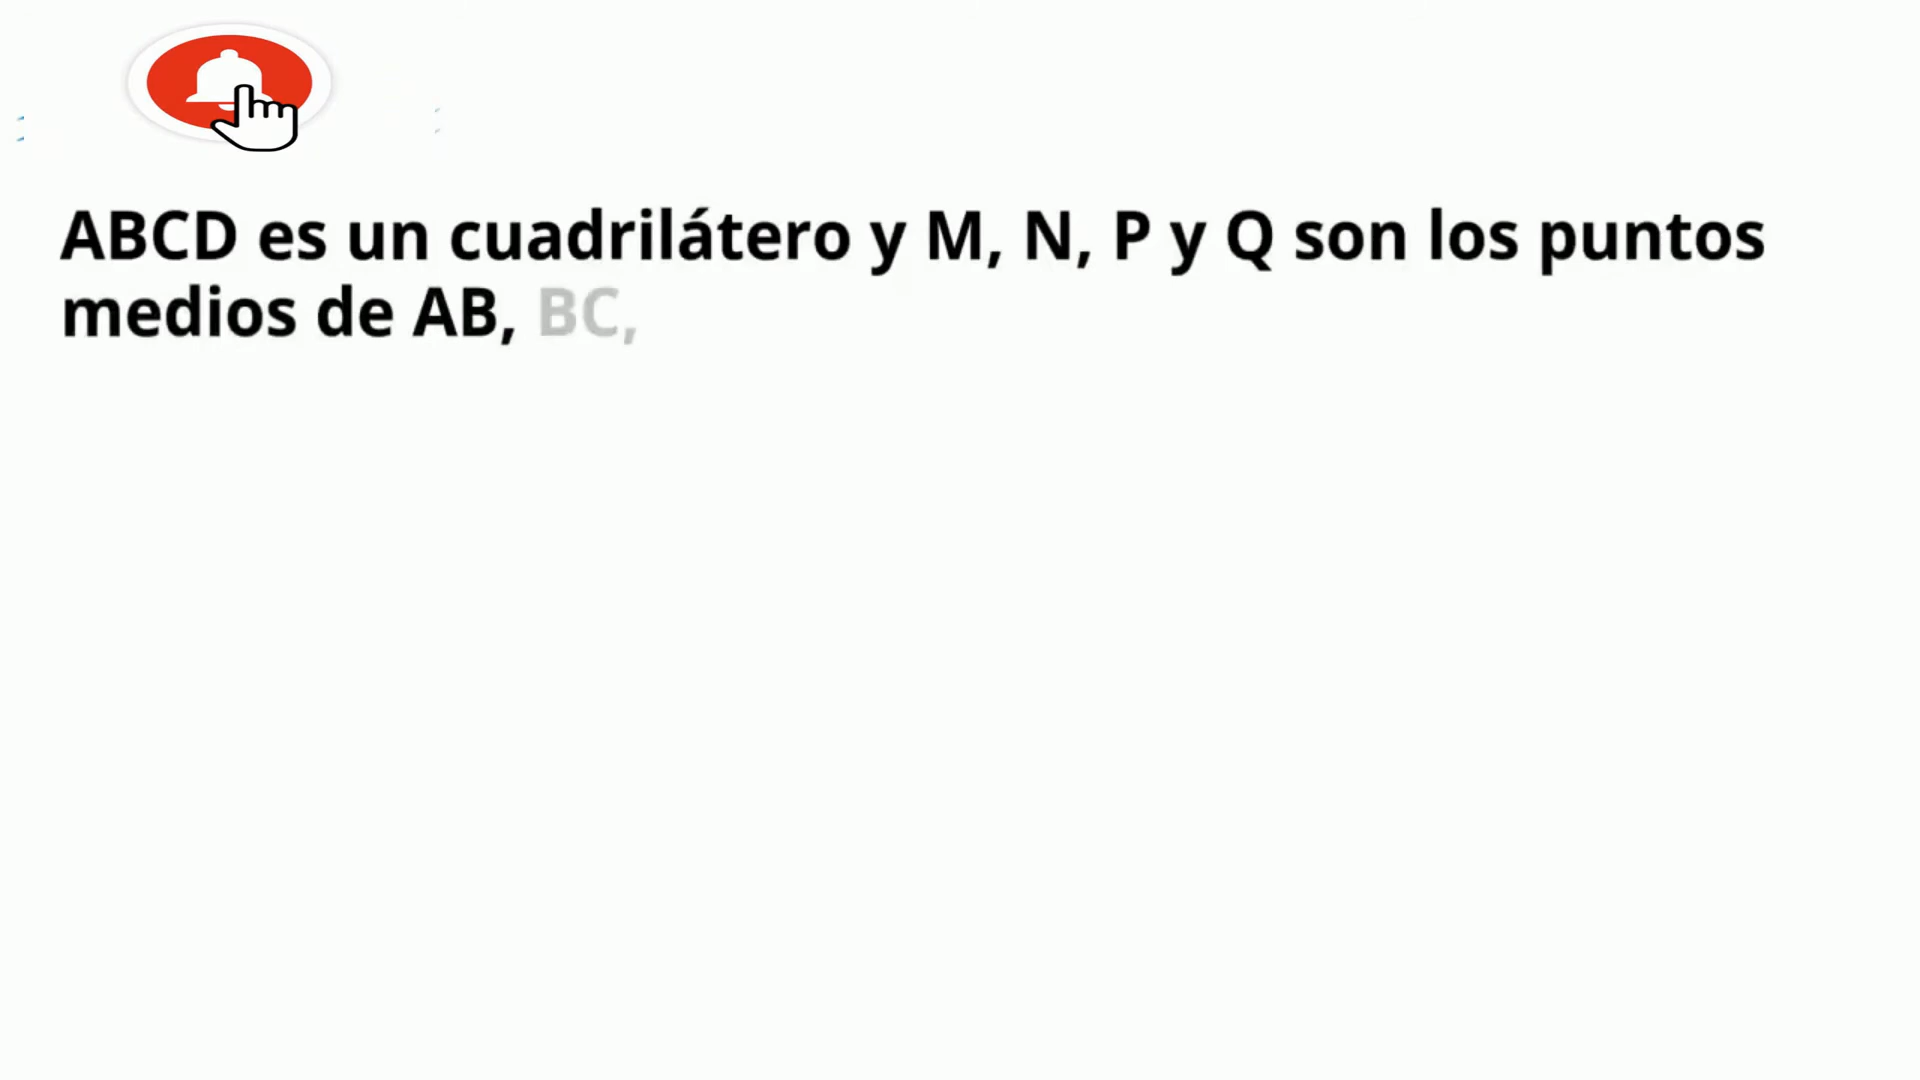 ABCD es un cuadrilátero y M, N, P y Q son los puntos
medios de AB, BC,